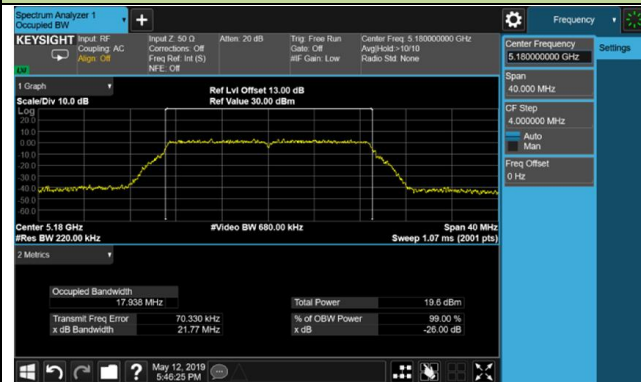 Spectrum Analyzer 1
Occupied BW
+
Frequency
KEYSIGHT
Input: RF
Coupling: AC
Align: Off
Input Z: 50 Ω
Corrections: Off
Freq Ref: Int (S)
NFE: Off
Atten: 20 dB
Trig: Free Run
Gate: Off
#IF Gain: Low
Center Freq: 5.180000000 GHz
Avg|Hold:>10/10
Radio Std: None
1 Graph
Scale/Div 10.0 dB
Ref Lvl Offset 13.00 dB
Ref Value 30.00 dBm
Log
20.0
10.0
0.00
-10.0
-20.0
-30.0
-40.0
-50.0
-60.0
Center 5.18 GHz
#Res BW 220.00 kHz
#Video BW 680.00 kHz
Span 40 MHz
Sweep 1.07 ms (2001 pts)
2 Metrics
Occupied Bandwidth
17.938 MHz
Transmit Freq Error 70.330 kHz
x dB Bandwidth 21.77 MHz
Total Power 19.6 dBm
% of OBW Power 99.00 %
x dB -26.00 dB
Center Frequency
5.180000000 GHz
Span
40.000 MHz
CF Step
4.000000 MHz
Auto
Man
Freq Offset
0 Hz
Settings
?
May 12, 2019
5:46:25 PM